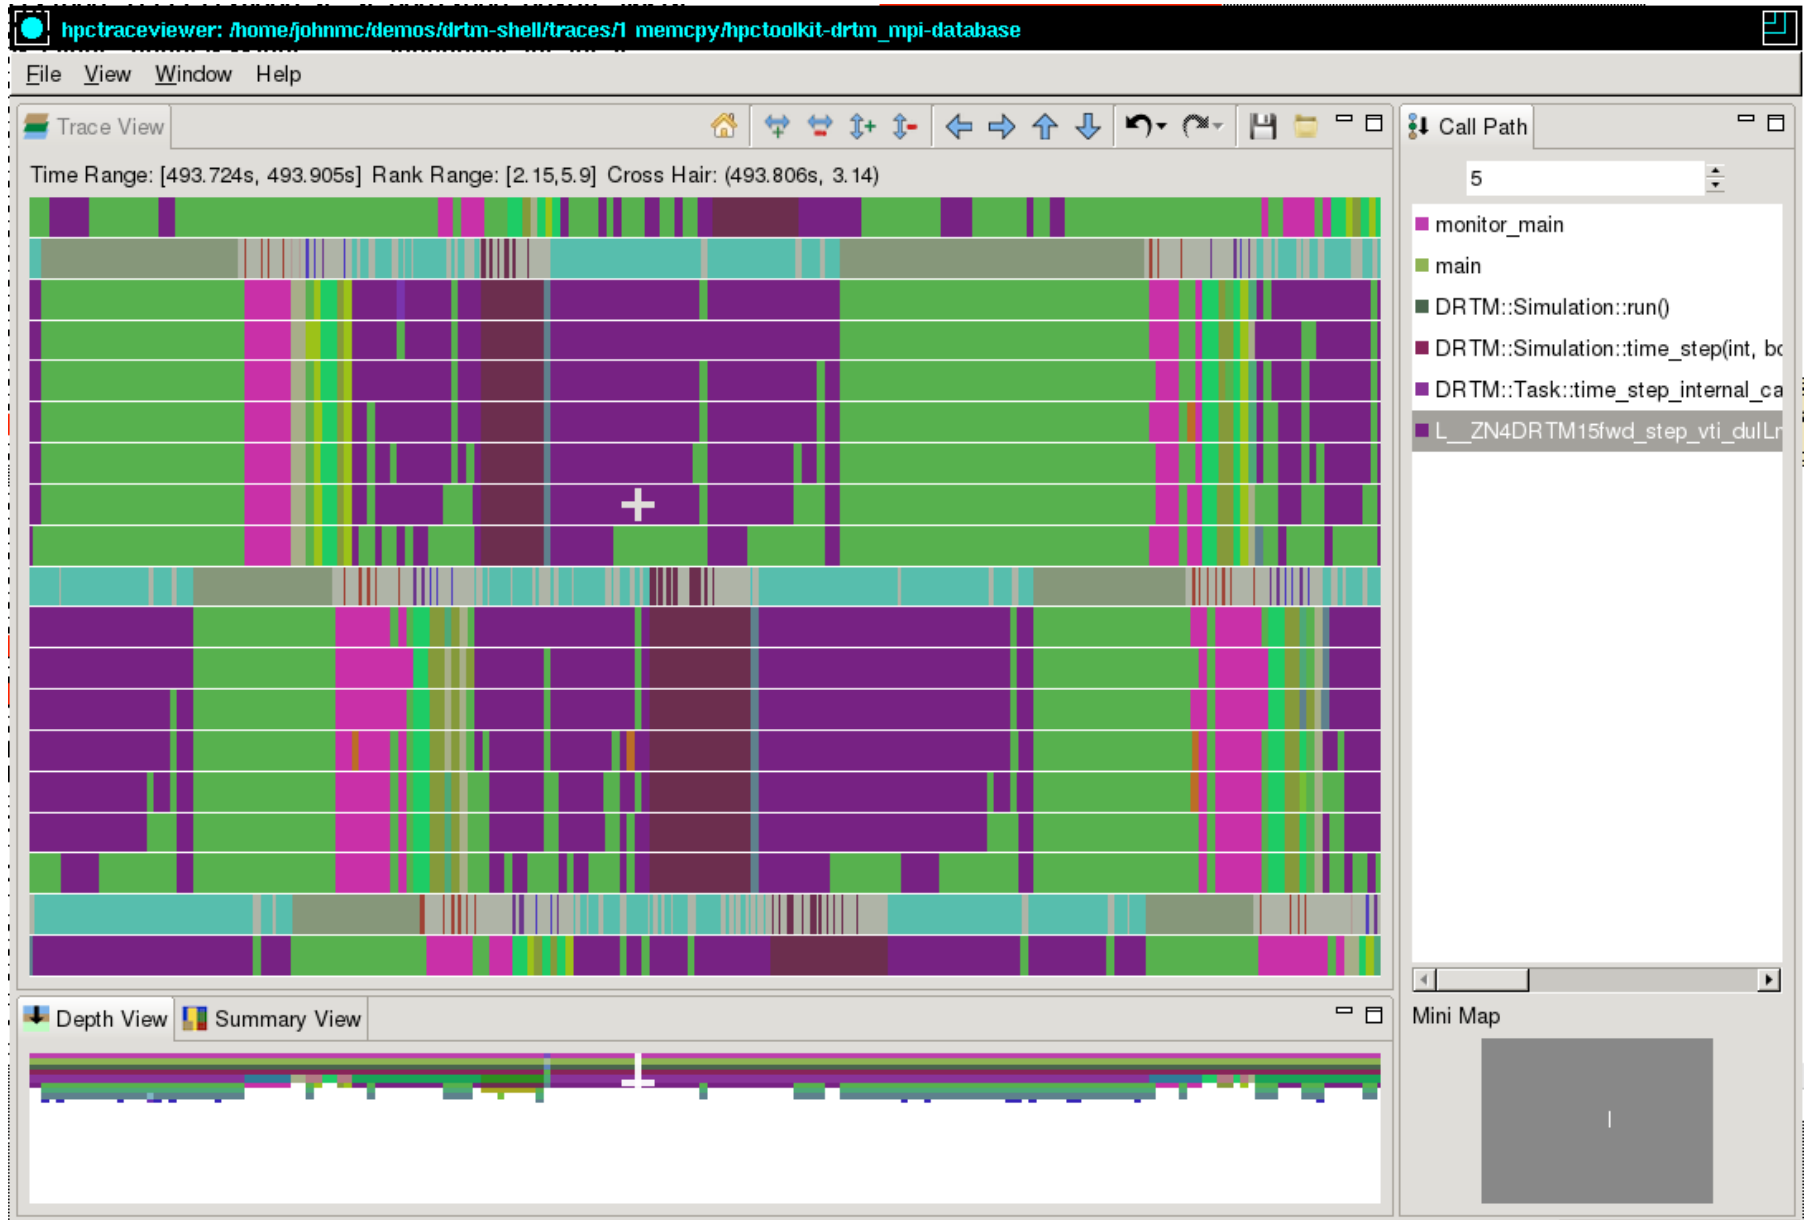 hpctraceviewer: /home/johnmc/demos/drtm-shell/traces/1 memcpy/hpctoolkit-drtm_mpi-database
File View Window Help
Trace View
Time Range: [493.724s, 493.905s] Rank Range: [2.15,5.9] Cross Hair: (493.806s, 3.14)
Call Path
5
monitor_main
main
DRTM::Simulation::run()
DRTM::Simulation::time_step(int, bo
DRTM::Task::time_step_internal_ca
L__ZN4DRTM15fwd_step_vti_dulLr
Depth View Summary View
Mini Map